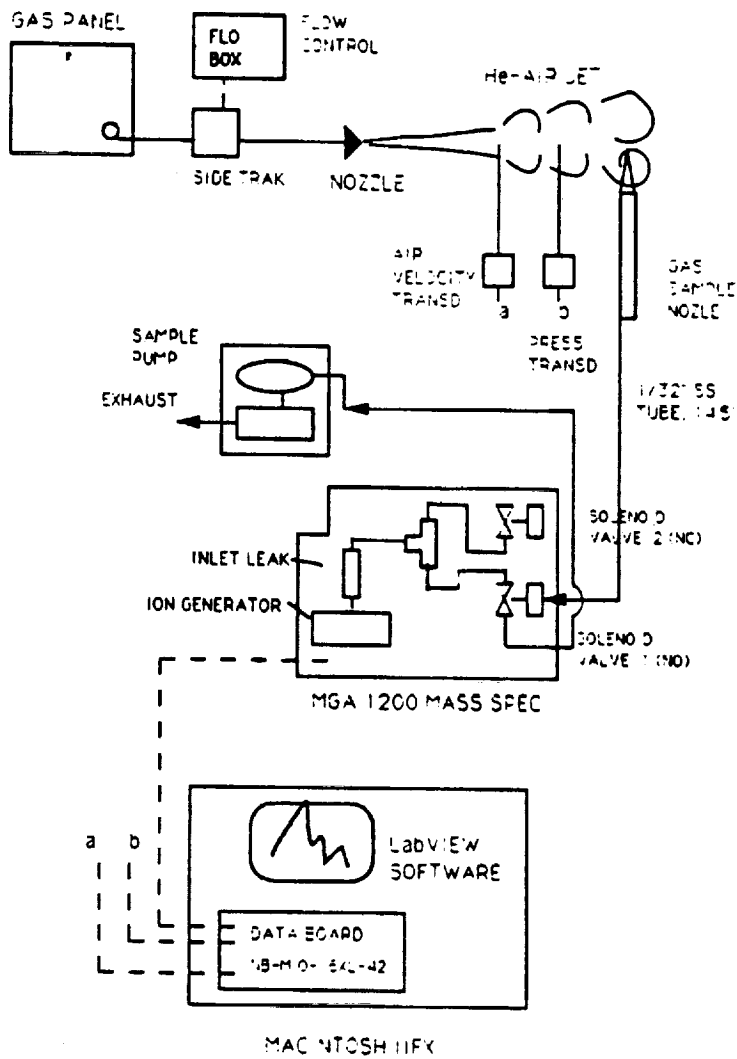 GAS PANEL
FLOW
CONTROL
FLO
BOX
He-AIR JET
SIDE TRAK
NOZZLE
AIR
VELOCITY
TRANSD
a
b
PRESS
TRANSD
GAS
SAMPLE
NOZLE
SAMPLE
PUMP
EXHAUST
1/32" SS
TUBE,
SOLENOID
VALVE 2 (NC)
INLET LEAK
ION GENERATOR
SOLENOID
VALVE 1 (NO)
MGA 1200 MASS SPEC
a b
LabVIEW
SOFTWARE
DATA BOARD
MACINTOSH IIFX